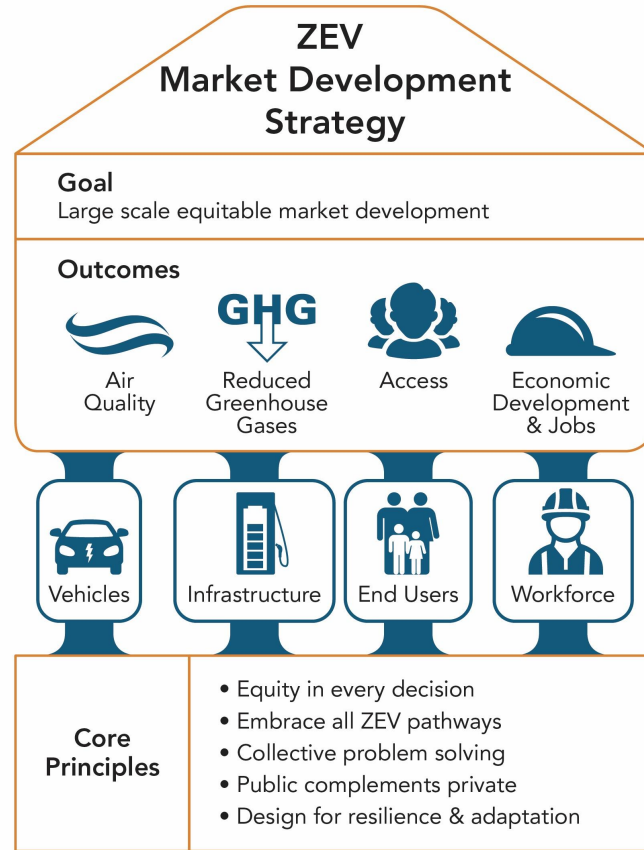 ZEV
Market Development
Strategy
Goal
Large scale equitable market development
Outcomes
GHG
Air
Quality
Reduced
Greenhouse
Gases
Access
Economic
Development
& Jobs
Vehicles
Infrastructure
End Users
Workforce
Core
Principles
• Equity in every decision
• Embrace all ZEV pathways
• Collective problem solving
• Public complements private
• Design for resilience & adaptation